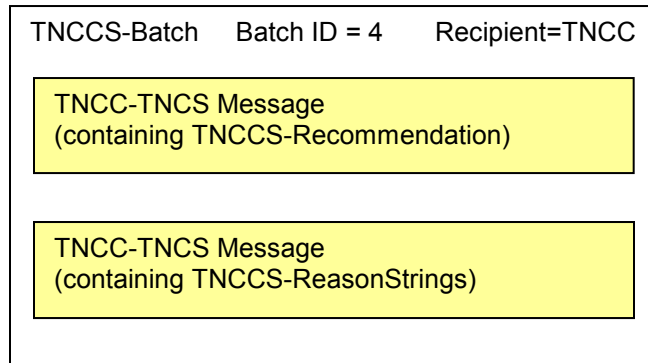 TNCCS-Batch Batch ID = 4 Recipient=TNCC
TNCC-TNCS Message
(containing TNCCS-Recommendation)
TNCC-TNCS Message
(containing TNCCS-ReasonStrings)